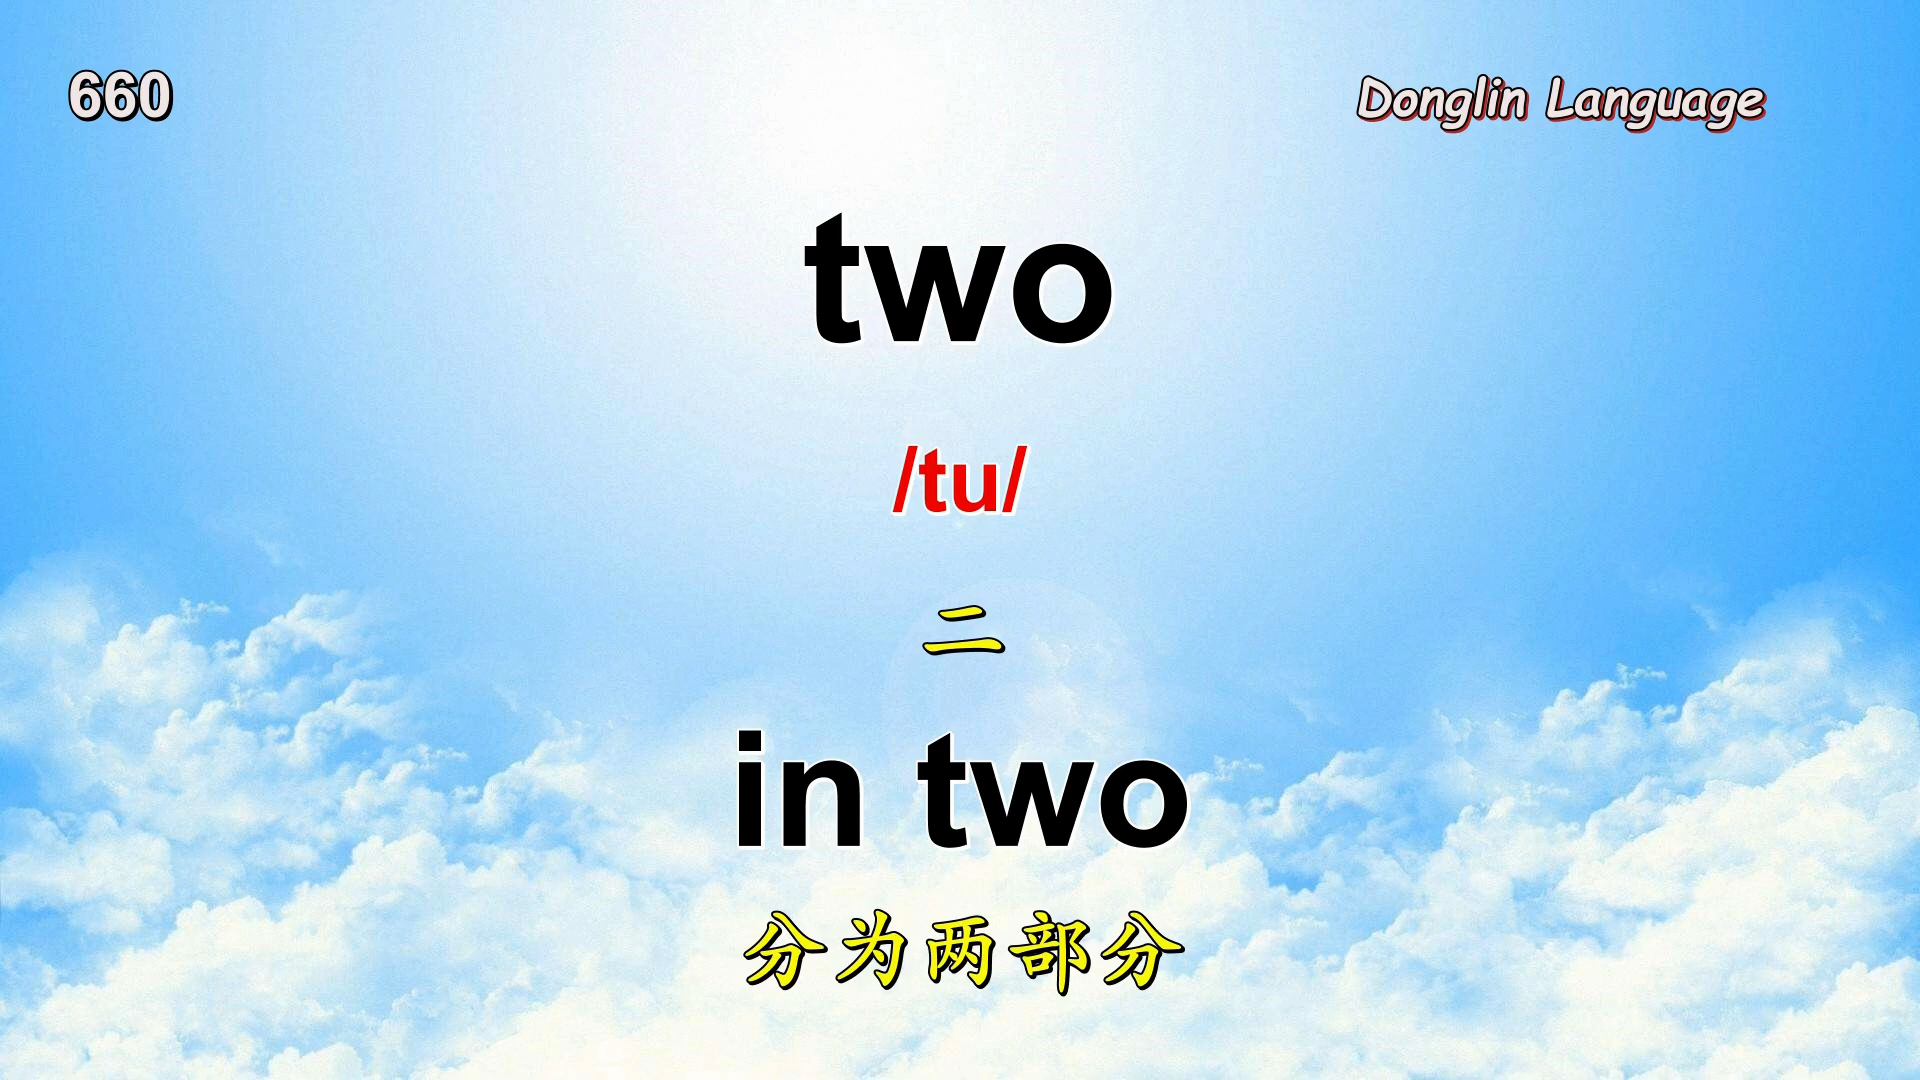 660
Donglin Language
two
/tu/
二
in two
分为两部分